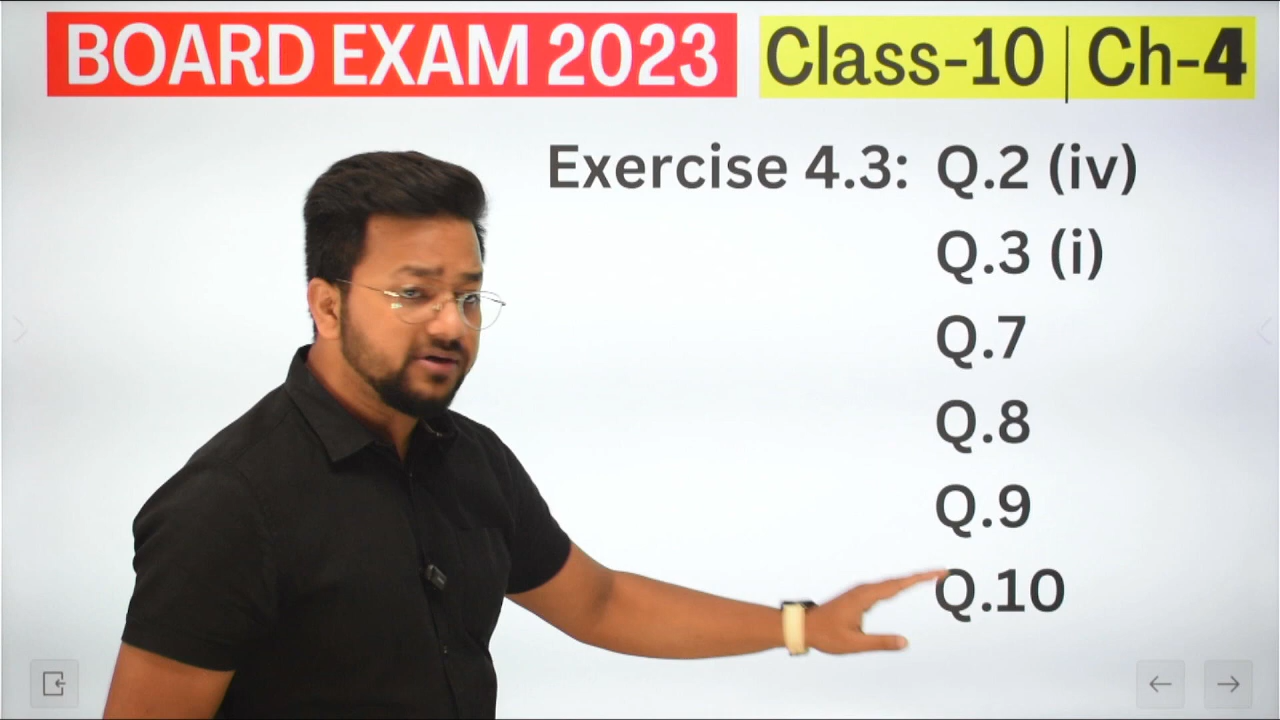 BOARD EXAM 2023 Class-10 | Ch-4
Exercise 4.3: Q.2 (iv)
Q.3 (i)
Q.7
Q.8
Q.9
Q.10